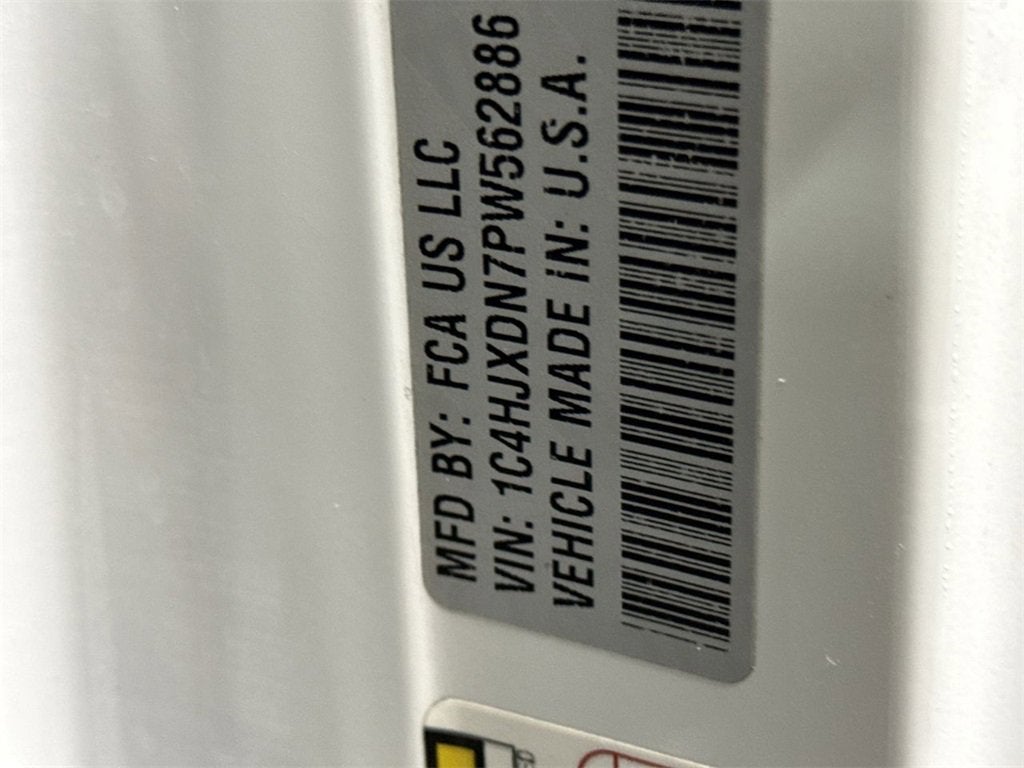 MFD BY: FCA US LLC
VIN: 1C4HJXDN7PW562886
VEHICLE MADE IN: U.S.A.